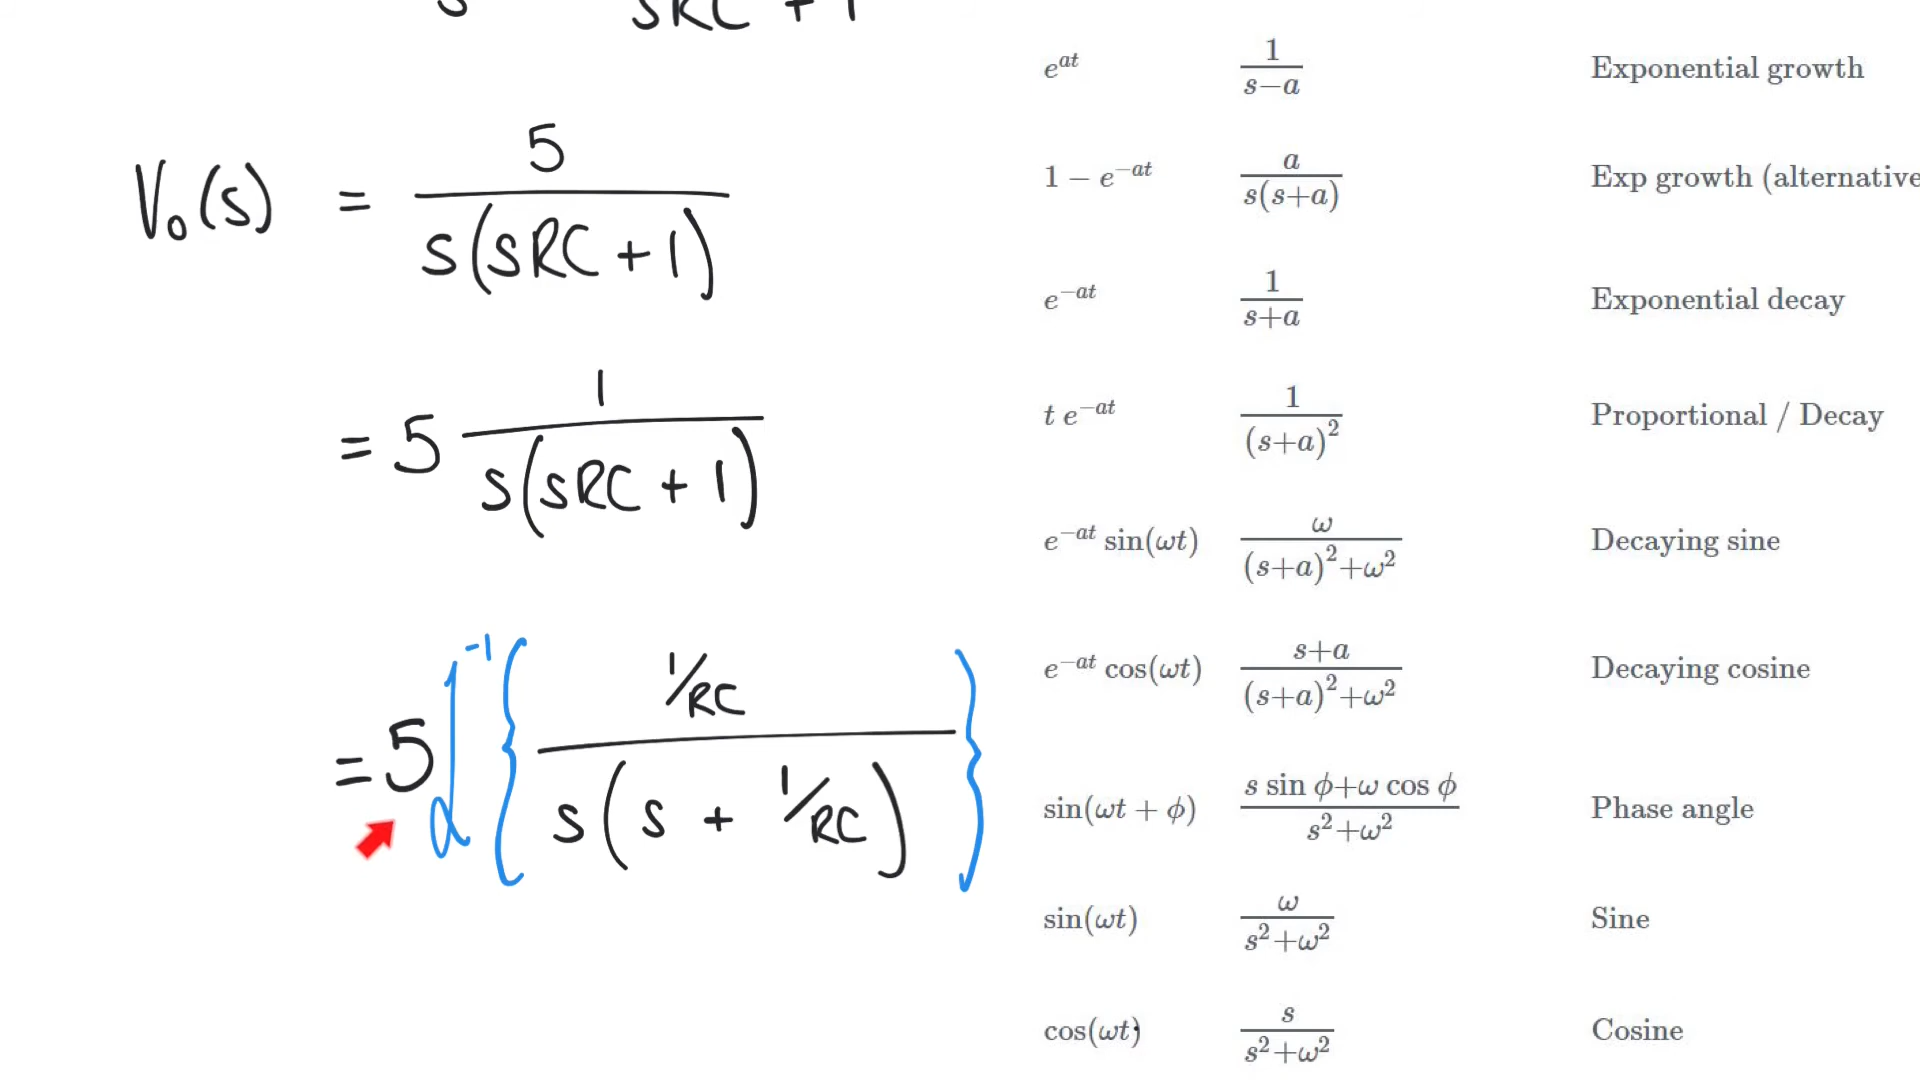 s sRC + 1
V₀(s) = 5 / s(sRC + 1)
= 5 1 / s(sRC + 1)
= 5 ℒ⁻¹ { 1/RC / s(s + 1/RC) }
e^{at} 1/(s−a) Exponential growth
1 − e^{−at} a/(s(s+a)) Exp growth (alternative
e^{−at} 1/(s+a) Exponential decay
t e^{−at} 1/(s+a)² Proportional / Decay
e^{−at} sin(ωt) ω/((s+a)²+ω²) Decaying sine
e^{−at} cos(ωt) (s+a)/((s+a)²+ω²) Decaying cosine
sin(ωt + ϕ) (s sin ϕ+ω cos ϕ)/(s²+ω²) Phase angle
sin(ωt) ω/(s²+ω²) Sine
cos(ωt) s/(s²+ω²) Cosine